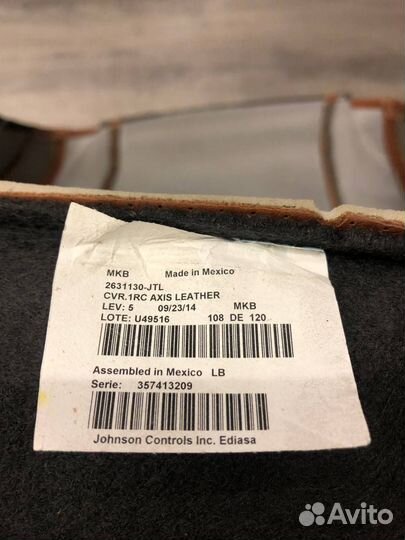 MKB Made in Mexico
2631130-JTL
CVR.1RC AXIS LEATHER
LEV: 5 09/23/14 MKB
LOTE: U49516 108 DE 120
Assembled in Mexico LB
Serie: 357413209
Johnson Controls Inc. Ediasa
Avito